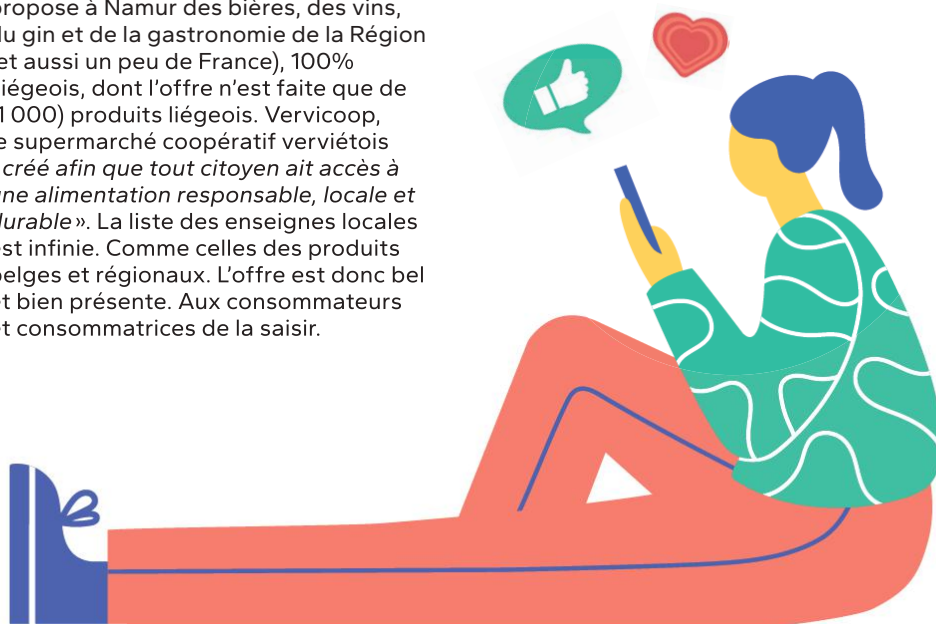 propose à Namur des bières, des vins,
du gin et de la gastronomie de la Région
(et aussi un peu de France), 100%
liégeois, dont l’offre n’est faite que de
(1 000) produits liégeois. Vervicoop,
le supermarché coopératif verviétois
créé afin que tout citoyen ait accès à
une alimentation responsable, locale et
durable ». La liste des enseignes locales
est infinie. Comme celles des produits
belges et régionaux. L’offre est donc bel
et bien présente. Aux consommateurs
et consommatrices de la saisir.